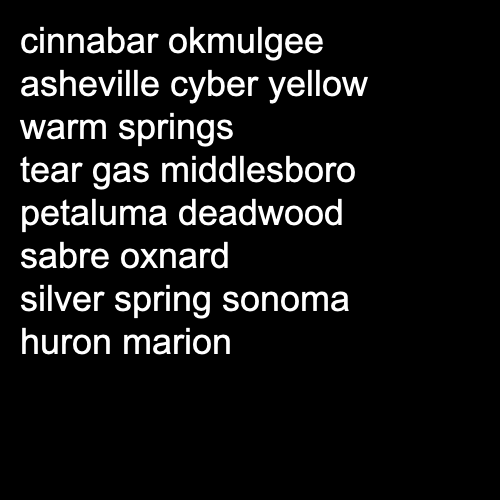 cinnabar okmulgee
asheville cyber yellow
warm springs
tear gas middlesboro
petaluma deadwood
sabre oxnard
silver spring sonoma
huron marion